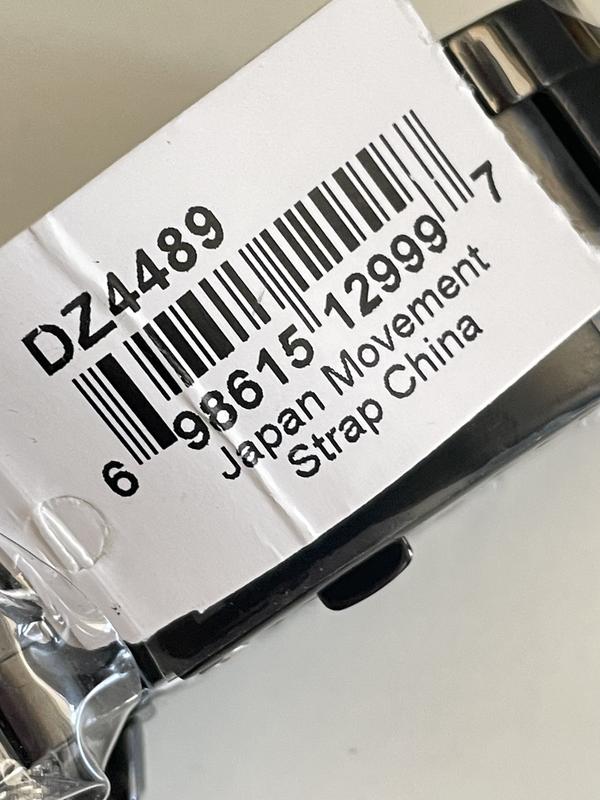 DZ4489
6 98615 12999 7
Japan Movement
Strap China